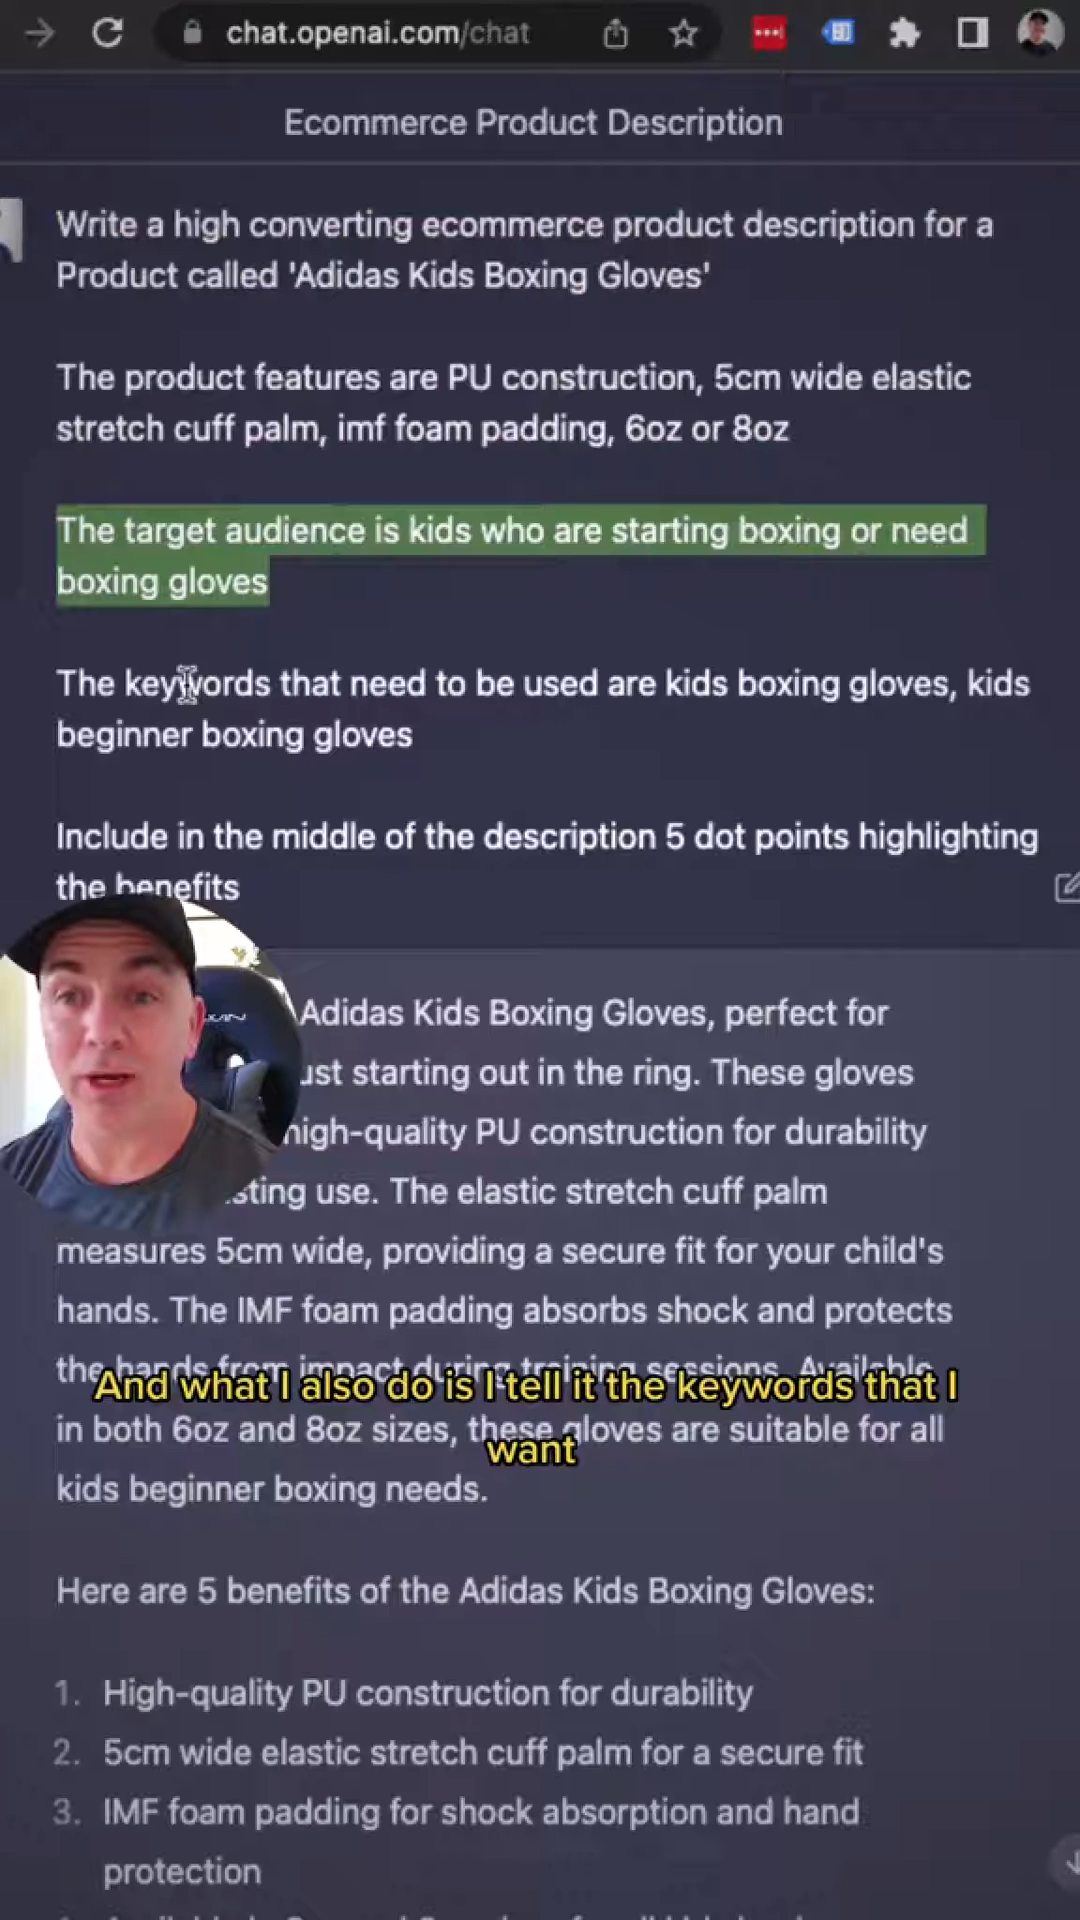 chat.openai.com/chat
Ecommerce Product Description
Write a high converting ecommerce product description for a
Product called 'Adidas Kids Boxing Gloves'
The product features are PU construction, 5cm wide elastic
stretch cuff palm, imf foam padding, 6oz or 8oz
The target audience is kids who are starting boxing or need
boxing gloves
The keywords that need to be used are kids boxing gloves, kids
beginner boxing gloves
Include in the middle of the description 5 dot points highlighting
the benefits
Adidas Kids Boxing Gloves, perfect for
ust starting out in the ring. These gloves
high-quality PU construction for durability
sting use. The elastic stretch cuff palm
measures 5cm wide, providing a secure fit for your child's
hands. The IMF foam padding absorbs shock and protects
the hands from impact during training sessions. Available
And what I also do is I tell it the keywords that I
in both 6oz and 8oz sizes, these gloves are suitable for all
want
kids beginner boxing needs.
Here are 5 benefits of the Adidas Kids Boxing Gloves:
1. High-quality PU construction for durability
2. 5cm wide elastic stretch cuff palm for a secure fit
3. IMF foam padding for shock absorption and hand
protection